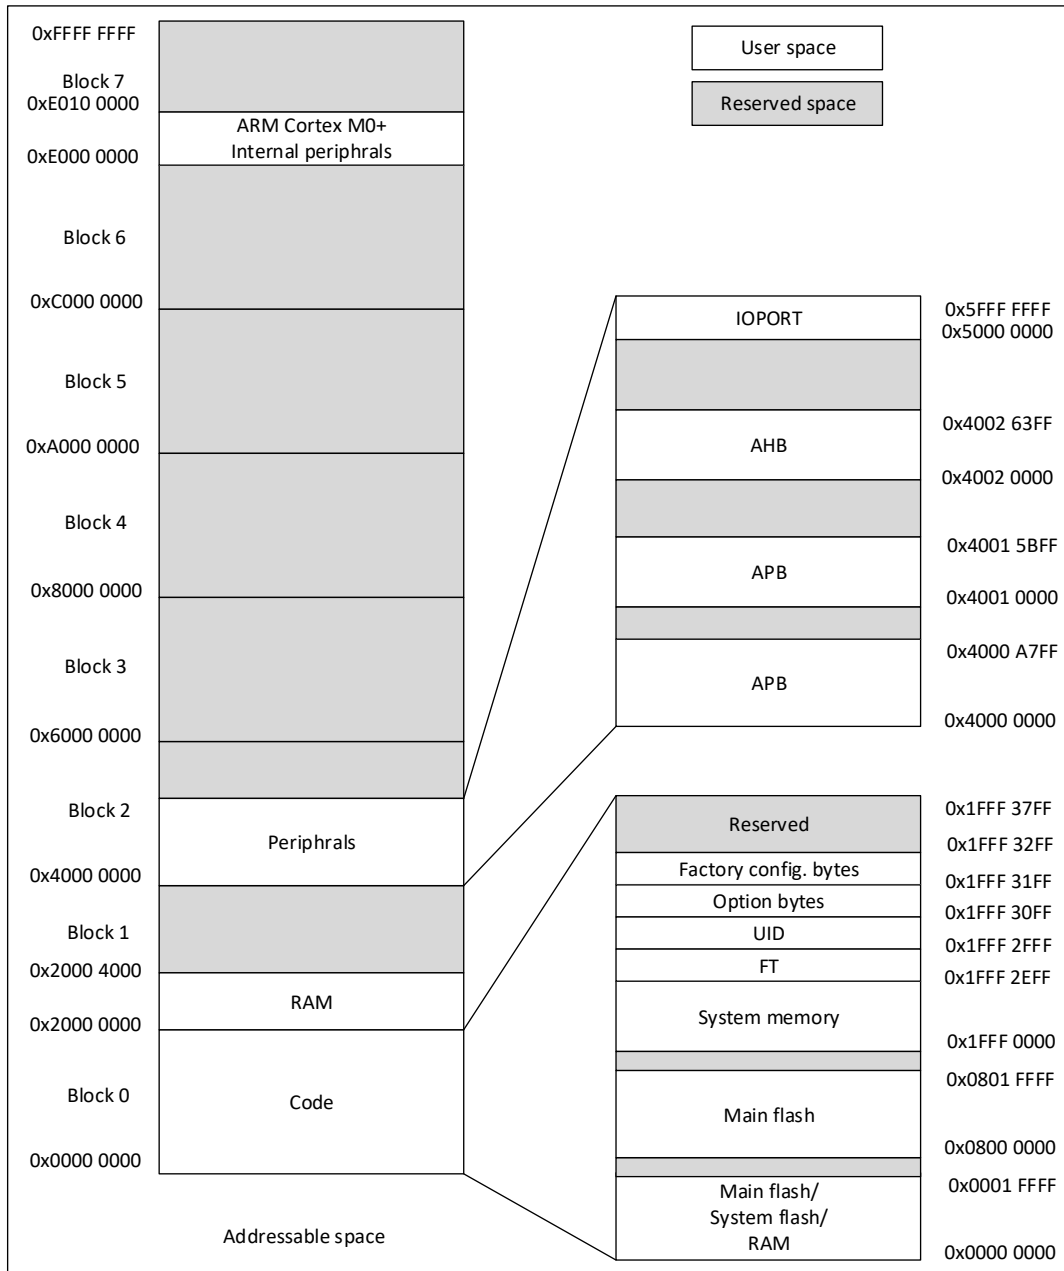 0xFFFF FFFF
Block 7
0xE010 0000
ARM Cortex M0+
Internal periphrals
0xE000 0000
Block 6
0xC000 0000
Block 5
0xA000 0000
Block 4
0x8000 0000
Block 3
0x6000 0000
Block 2
Periphrals
0x4000 0000
Block 1
0x2000 4000
RAM
0x2000 0000
Block 0
Code
0x0000 0000
Addressable space
User space
Reserved space
IOPORT
0x5FFF FFFF
0x5000 0000
0x4002 63FF
AHB
0x4002 0000
0x4001 5BFF
APB
0x4001 0000
0x4000 A7FF
APB
0x4000 0000
0x1FFF 37FF
Reserved
0x1FFF 32FF
Factory config. bytes
0x1FFF 31FF
Option bytes
0x1FFF 30FF
UID
0x1FFF 2FFF
FT
0x1FFF 2EFF
System memory
0x1FFF 0000
0x0801 FFFF
Main flash
0x0800 0000
0x0001 FFFF
Main flash/
System flash/
RAM
0x0000 0000